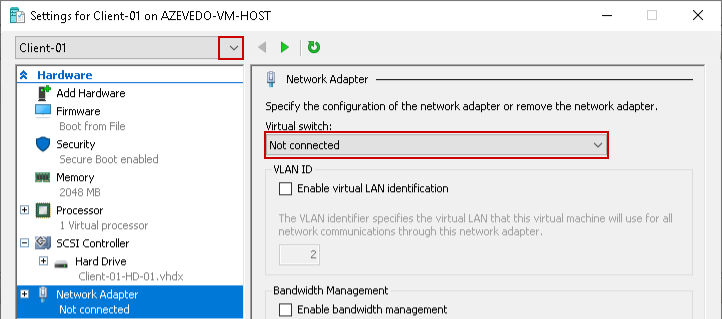 Settings for Client-01 on AZEVEDO-VM-HOST
Client-01
Hardware
Add Hardware
Firmware
Boot from File
Security
Secure Boot enabled
Memory
2048 MB
Processor
1 Virtual processor
SCSI Controller
Hard Drive
Client-01-HD-01.vhdx
Network Adapter
Not connected
Network Adapter
Specify the configuration of the network adapter or remove the network adapter.
Virtual switch:
Not connected
VLAN ID
Enable virtual LAN identification
The VLAN identifier specifies the virtual LAN that this virtual machine will use for all
network communications through this network adapter.
2
Bandwidth Management
Enable bandwidth management